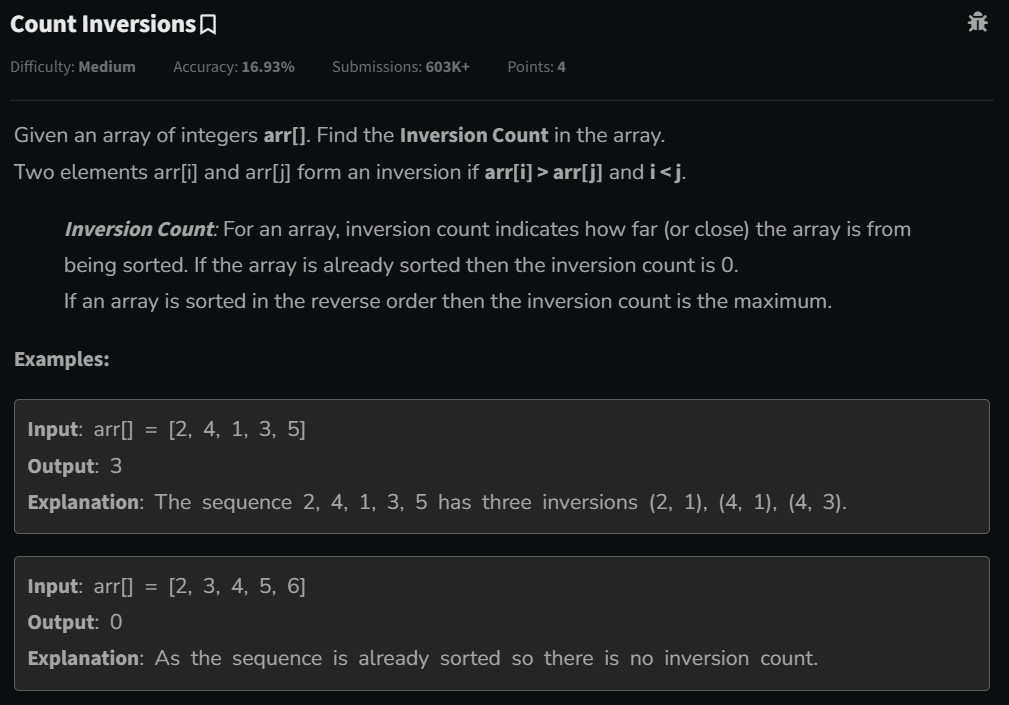 Count Inversions
Difficulty: Medium Accuracy: 16.93% Submissions: 603K+ Points: 4
Given an array of integers arr[]. Find the Inversion Count in the array.
Two elements arr[i] and arr[j] form an inversion if arr[i] > arr[j] and i < j.
Inversion Count: For an array, inversion count indicates how far (or close) the array is from
being sorted. If the array is already sorted then the inversion count is 0.
If an array is sorted in the reverse order then the inversion count is the maximum.
Examples:
Input: arr[] = [2, 4, 1, 3, 5]
Output: 3
Explanation: The sequence 2, 4, 1, 3, 5 has three inversions (2, 1), (4, 1), (4, 3).
Input: arr[] = [2, 3, 4, 5, 6]
Output: 0
Explanation: As the sequence is already sorted so there is no inversion count.